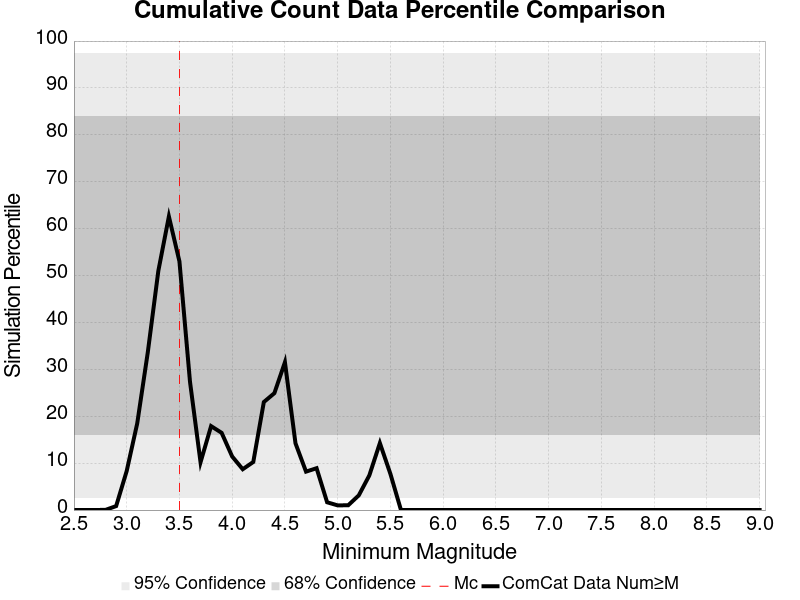 Cumulative Count Data Percentile Comparison
100
90
80
70
60
50
40
30
20
10
0
Simulation Percentile
2.5 3.0 3.5 4.0 4.5 5.0 5.5 6.0 6.5 7.0 7.5 8.0 8.5 9.0
Minimum Magnitude
95% Confidence 68% Confidence Mc ComCat Data Num≥M